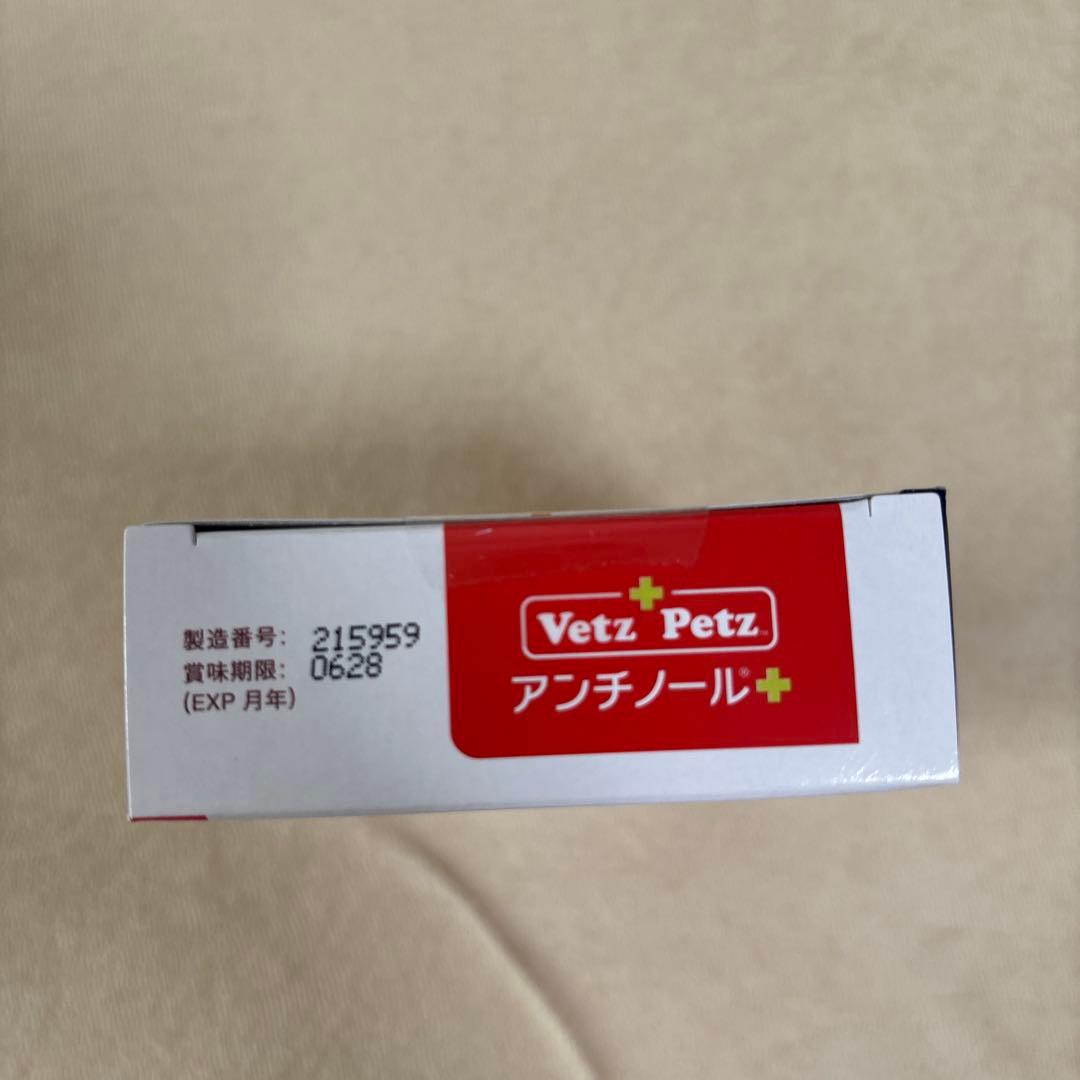 製造番号: 215959
賞味期限: 0628
(EXP 月年)
Vetz Petz™
アンチノール®